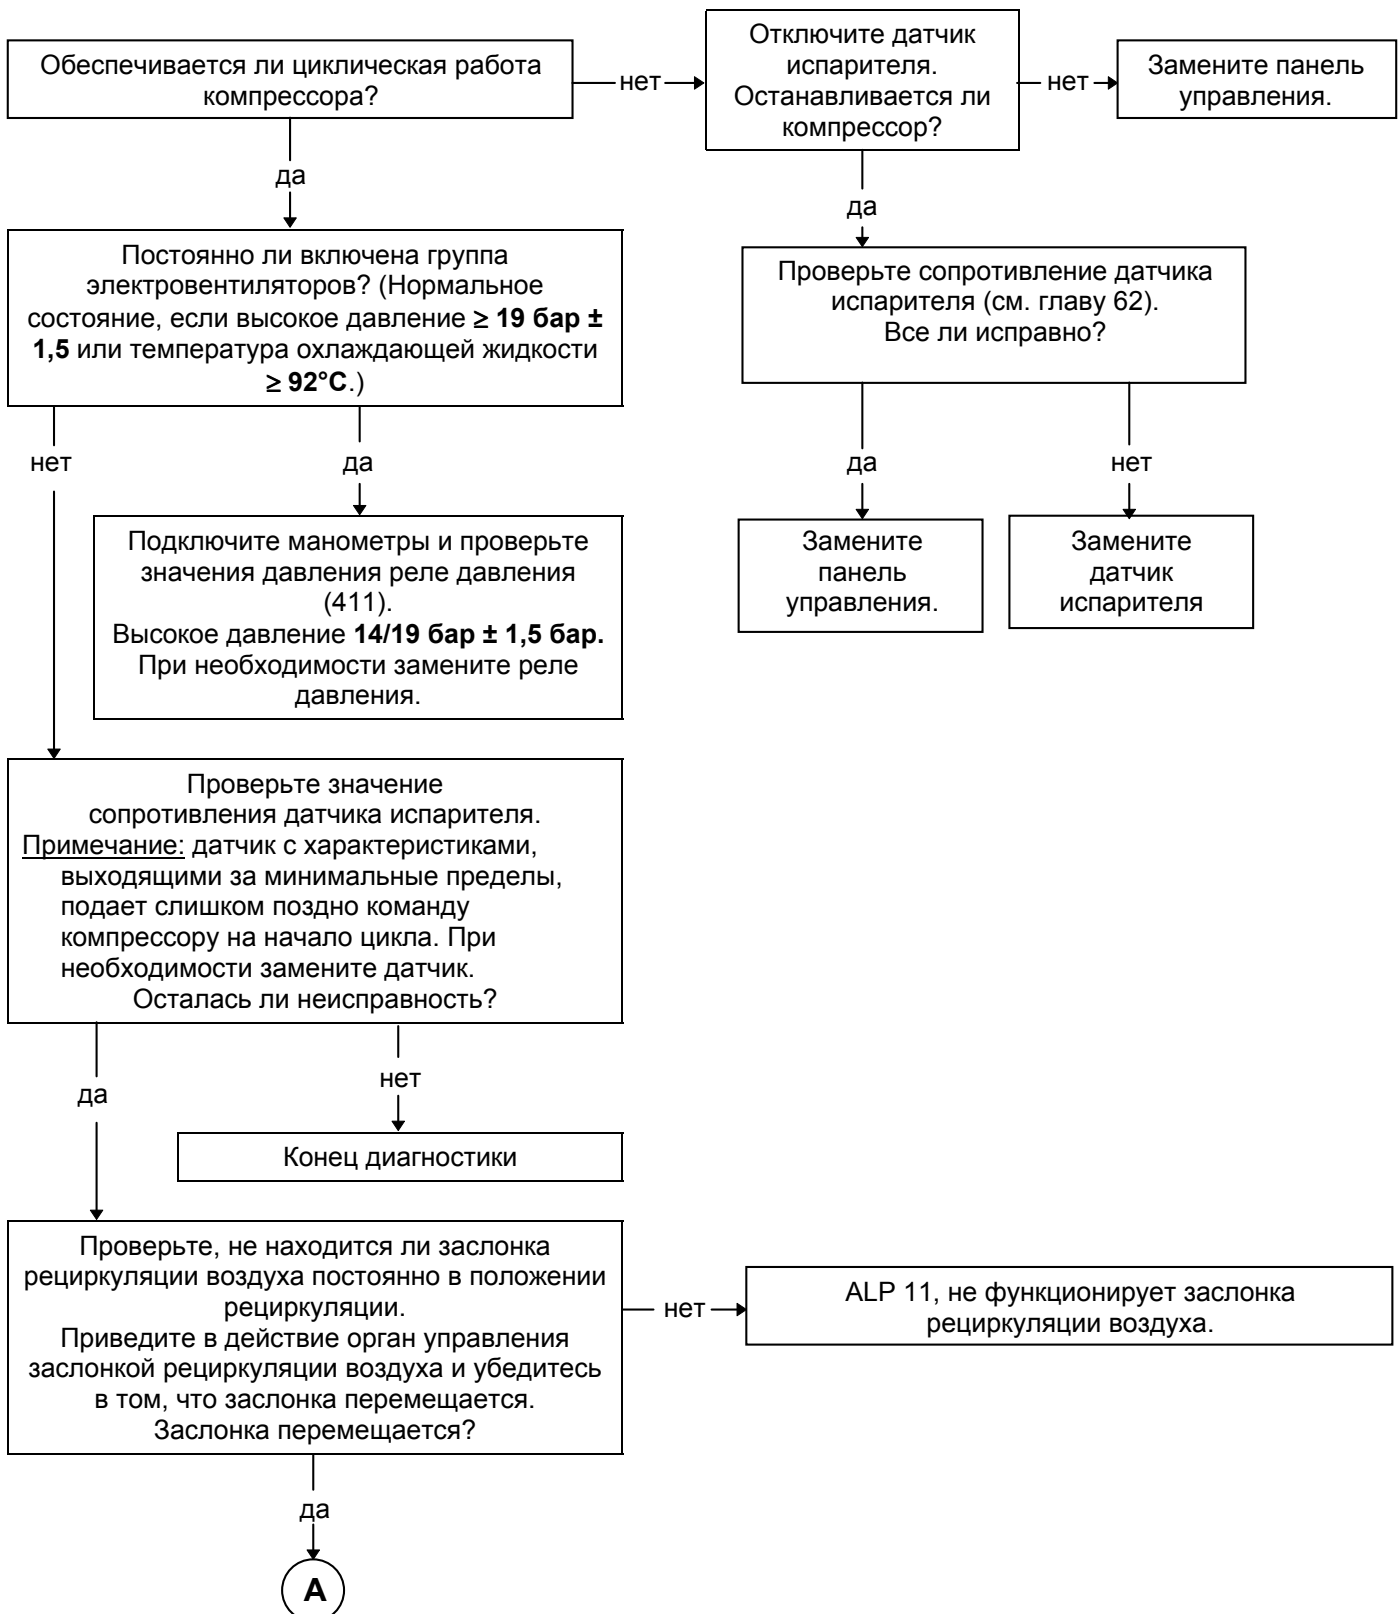 Обеспечивается ли циклическая работа
компрессора?
нет
Отключите датчик
испарителя.
Останавливается ли
компрессор?
нет
Замените панель
управления.
да
да
Постоянно ли включена группа
электровентиляторов? (Нормальное
состояние, если высокое давление ≥ 19 бар ±
1,5 или температура охлаждающей жидкости
≥ 92°C.)
Проверьте сопротивление датчика
испарителя (см. главу 62).
Все ли исправно?
нет
да
да
нет
Подключите манометры и проверьте
значения давления реле давления
(411).
Высокое давление 14/19 бар ± 1,5 бар.
При необходимости замените реле
давления.
Замените
панель
управления.
Замените
датчик
испарителя
Проверьте значение
сопротивления датчика испарителя.
Примечание: датчик с характеристиками,
выходящими за минимальные пределы,
подает слишком поздно команду
компрессору на начало цикла. При
необходимости замените датчик.
Осталась ли неисправность?
да
нет
Конец диагностики
Проверьте, не находится ли заслонка
рециркуляции воздуха постоянно в положении
рециркуляции.
Приведите в действие орган управления
заслонкой рециркуляции воздуха и убедитесь
в том, что заслонка перемещается.
Заслонка перемещается?
нет
ALP 11, не функционирует заслонка
рециркуляции воздуха.
да
A